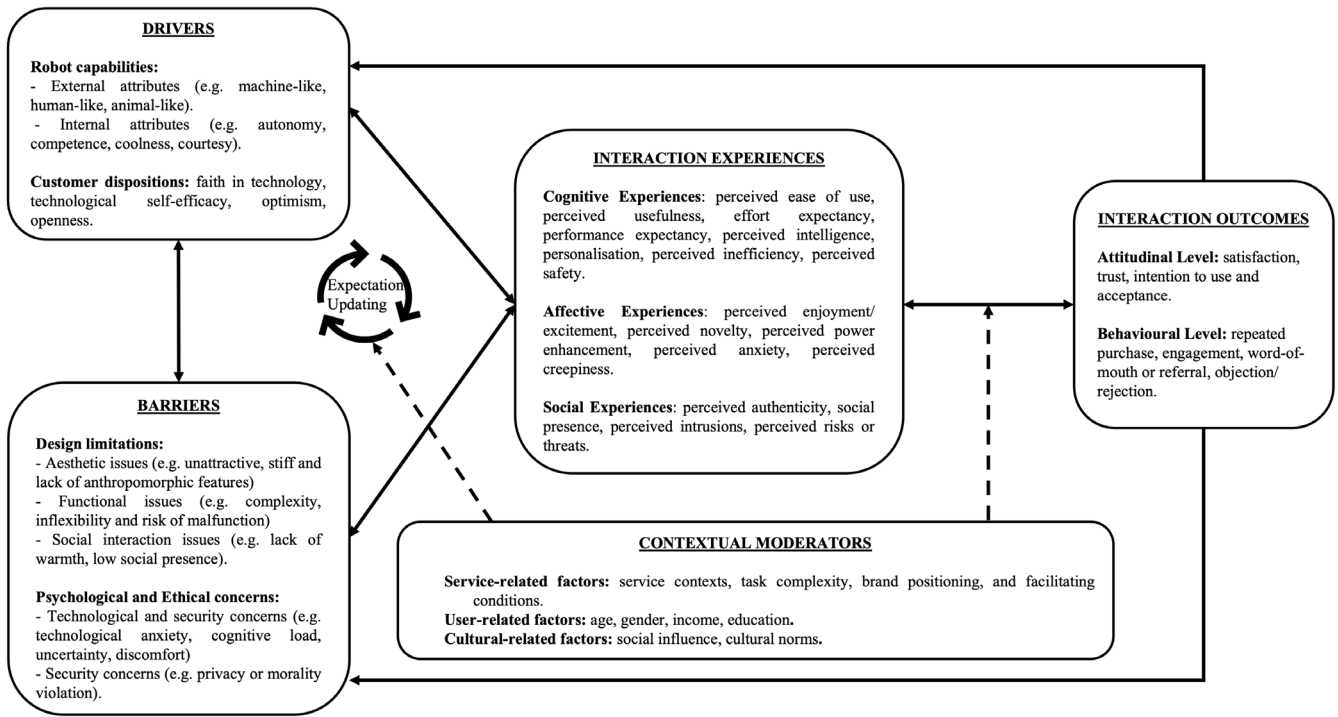 DRIVERS
Robot capabilities:
- External attributes (e.g. machine-like,
human-like, animal-like).
- Internal attributes (e.g. autonomy,
competence, coolness, courtesy).
Customer dispositions: faith in technology,
technological self-efficacy, optimism,
openness.
Expectation
Updating
BARRIERS
Design limitations:
- Aesthetic issues (e.g. unattractive, stiff and
lack of anthropomorphic features)
- Functional issues (e.g. complexity,
inflexibility and risk of malfunction)
- Social interaction issues (e.g. lack of
warmth, low social presence).
Psychological and Ethical concerns:
- Technological and security concerns (e.g.
technological anxiety, cognitive load,
uncertainty, discomfort)
- Security concerns (e.g. privacy or morality
violation).
INTERACTION EXPERIENCES
Cognitive Experiences: perceived ease of use,
perceived usefulness, effort expectancy,
performance expectancy, perceived intelligence,
personalisation, perceived inefficiency, perceived
safety.
Affective Experiences: perceived enjoyment/
excitement, perceived novelty, perceived power
enhancement, perceived anxiety, perceived
creepiness.
Social Experiences: perceived authenticity, social
presence, perceived intrusions, perceived risks or
threats.
CONTEXTUAL MODERATORS
Service-related factors: service contexts, task complexity, brand positioning, and facilitating
conditions.
User-related factors: age, gender, income, education.
Cultural-related factors: social influence, cultural norms.
INTERACTION OUTCOMES
Attitudinal Level: satisfaction,
trust, intention to use and
acceptance.
Behavioural Level: repeated
purchase, engagement, word-of-
mouth or referral, objection/
rejection.